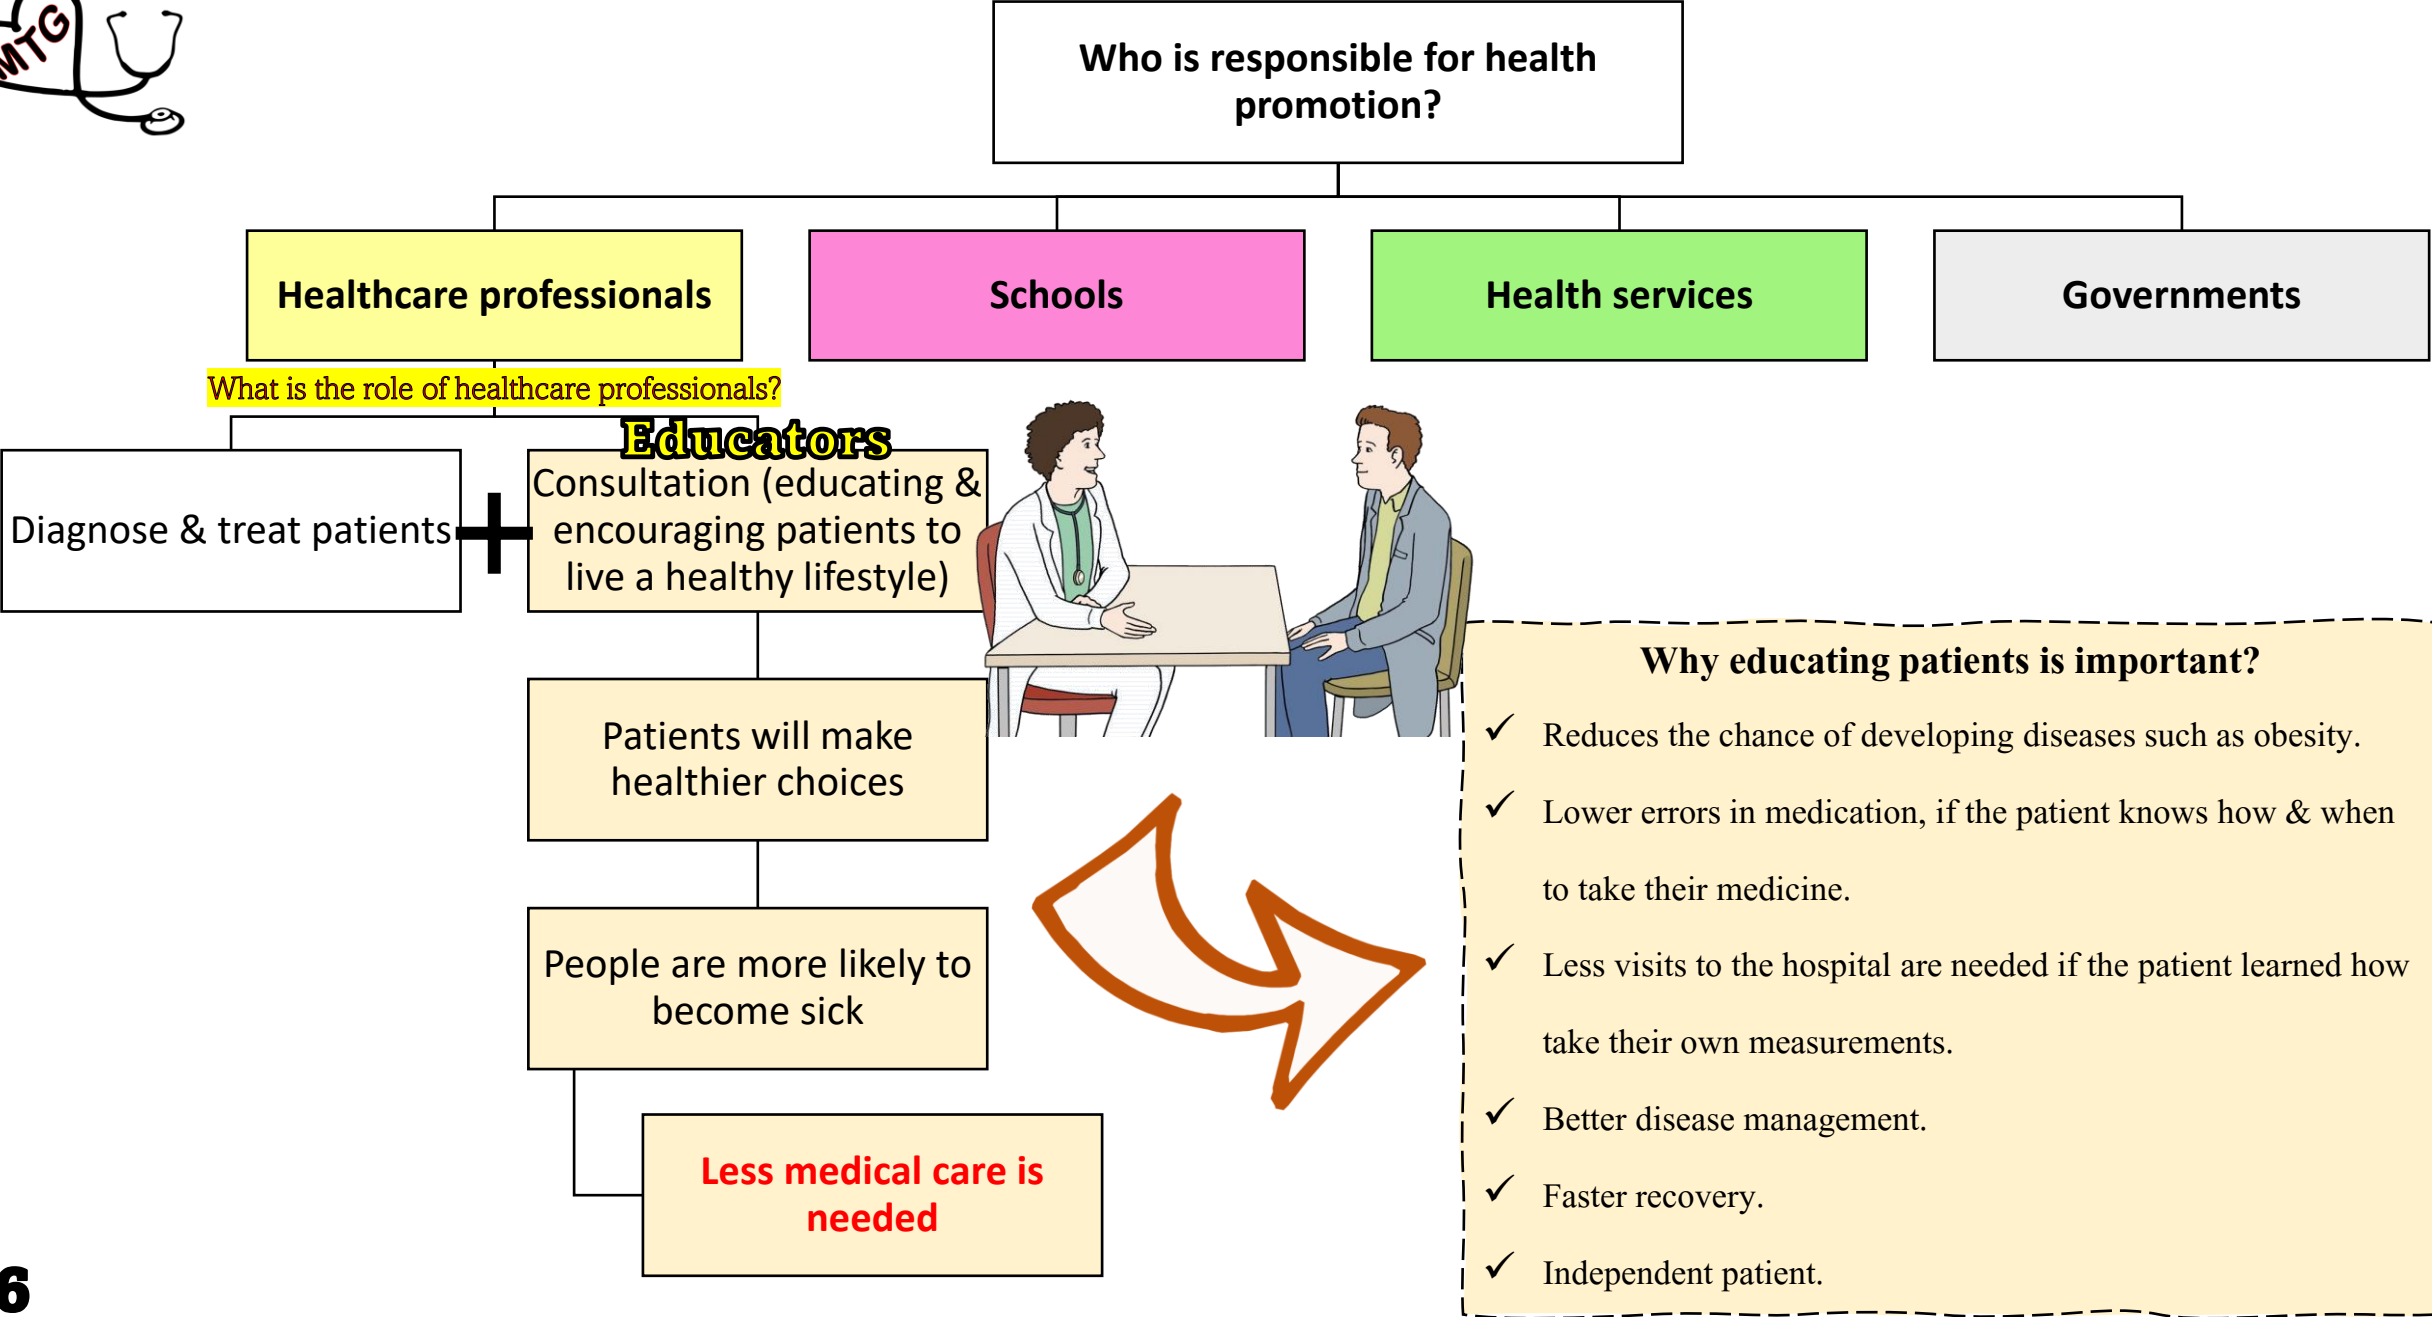 MTG
Who is responsible for health
promotion?
Healthcare professionals
Schools
Health services
Governments
What is the role of healthcare professionals?
Educators
Diagnose & treat patients
+
Consultation (educating &
encouraging patients to
live a healthy lifestyle)
Patients will make
healthier choices
People are more likely to
become sick
Less medical care is
needed
Why educating patients is important?
✓ Reduces the chance of developing diseases such as obesity.
✓ Lower errors in medication, if the patient knows how & when
to take their medicine.
✓ Less visits to the hospital are needed if the patient learned how
take their own measurements.
✓ Better disease management.
✓ Faster recovery.
✓ Independent patient.
6